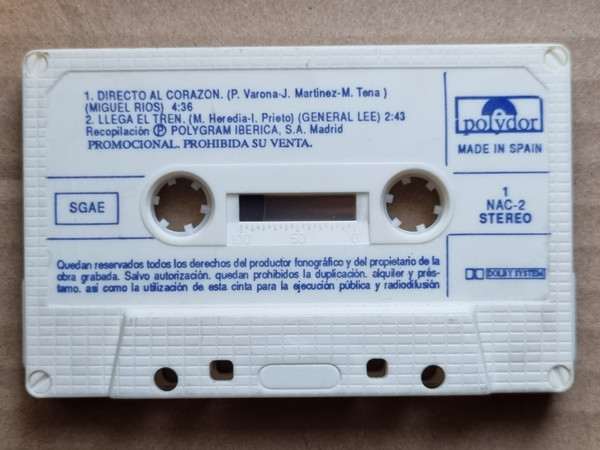 1. DIRECTO AL CORAZON. (P. Varona-J. Martinez-M. Tena )
(MIGUEL RIOS) 4:36
2. LLEGA EL TREN. (M. Heredia-I. Prieto) (GENERAL LEE) 2:43
Recopilación Ⓟ POLYGRAM IBERICA, S.A. Madrid
PROMOCIONAL. PROHIBIDA SU VENTA.
polydor
MADE IN SPAIN
SGAE
1
NAC-2
STEREO
100 50 0
Quedan reservados todos los derechos del productor fonográfico y del propietario de la
obra grabada. Salvo autorización, quedan prohibidos la duplicación, alquiler y prés-
tamo, así como la utilización de esta cinta para la ejecución pública y radiodifusión
DOLBY SYSTEM